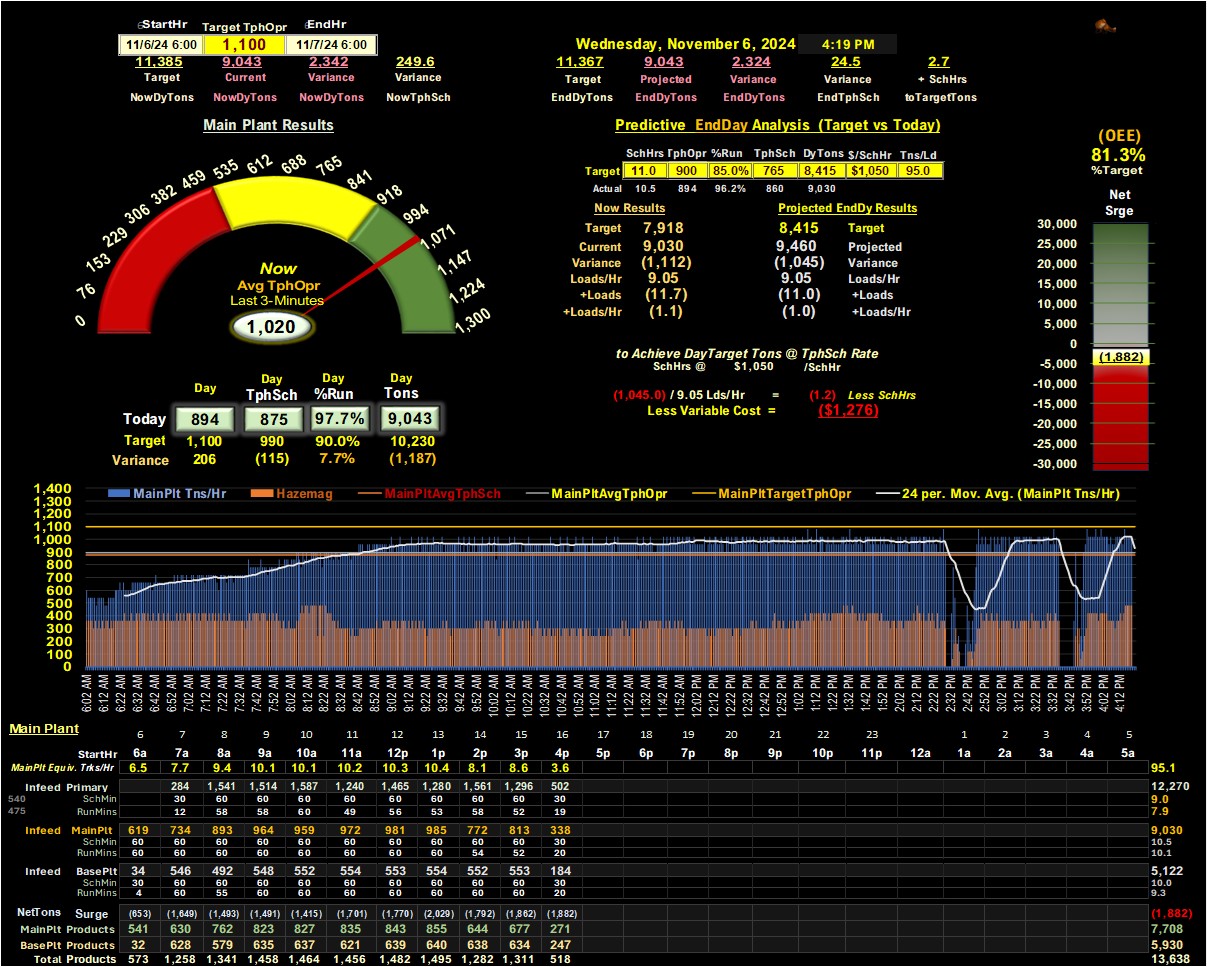 StartHr Target TphOpr EndHr
11/6/24 6:00 1,100 11/7/24 6:00
Wednesday, November 6, 2024 4:19 PM
11,385 9,043 2,342 249.6
Target Current Variance Variance
NowDyTons NowDyTons NowDyTons NowTphSch
11,367 9,043 2,324 24.5 2.7
Target Projected Variance Variance + SchHrs
EndDyTons EndDyTons EndDyTons EndTphSch toTargetTons
Main Plant Results
0 76 153 229 306 382 459 535 612 688 765 841 918 994 1,071 1,147 1,224 1,300
Now
Avg TphOpr
Last 3-Minutes
1,020
Day Day Day Day
TphSch %Run Tons
Today 894 875 97.7% 9,043
Target 1,100 990 90.0% 10,230
Variance 206 (115) 7.7% (1,187)
Predictive EndDay Analysis (Target vs Today)
SchHrs TphOpr %Run TphSch DyTons $/SchHr Tns/Ld
Target 11.0 900 85.0% 765 8,415 $1,050 95.0
Actual 10.5 894 96.2% 860 9,030
Now Results Projected EndDy Results
Target 7,918 8,415 Target
Current 9,030 9,460 Projected
Variance (1,112) (1,045) Variance
Loads/Hr 9.05 9.05 Loads/Hr
+Loads (11.7) (11.0) +Loads
+Loads/Hr (1.1) (1.0) +Loads/Hr
to Achieve DayTarget Tons @ TphSch Rate
SchHrs @ $1,050 /SchHr
(1,045.0) / 9.05 Lds/Hr = (1.2) Less SchHrs
Less Variable Cost = ($1,276)
(OEE)
81.3%
%Target
Net
Srge
30,000
25,000
20,000
15,000
10,000
5,000
0
(1,882)
-5,000
-10,000
-15,000
-20,000
-25,000
-30,000
MainPlt Tns/Hr Hazemag MainPltAvgTphSch MainPltAvgTphOpr MainPltTargetTphOpr 24 per. Mov. Avg. (MainPlt Tns/Hr)
1,400
1,300
1,200
1,100
1,000
900
800
700
600
500
400
300
200
100
0
6:02 AM 6:12 AM 6:22 AM 6:32 AM 6:42 AM 6:52 AM 7:02 AM 7:12 AM 7:22 AM 7:32 AM 7:42 AM 7:52 AM 8:02 AM 8:12 AM 8:22 AM 8:32 AM 8:42 AM 8:52 AM 9:02 AM 9:12 AM 9:22 AM 9:32 AM 9:42 AM 9:52 AM 10:02 AM 10:12 AM 10:22 AM 10:32 AM 10:42 AM 10:52 AM 11:02 AM 11:12 AM 11:22 AM 11:32 AM 11:42 AM 11:52 AM 12:02 PM 12:12 PM 12:22 PM 12:32 PM 12:42 PM 12:52 PM 1:02 PM 1:12 PM 1:22 PM 1:32 PM 1:42 PM 1:52 PM 2:02 PM 2:12 PM 2:22 PM 2:32 PM 2:42 PM 2:52 PM 3:02 PM 3:12 PM 3:22 PM 3:32 PM 3:42 PM 3:52 PM 4:02 PM 4:12 PM
Main Plant
6 7 8 9 10 11 12 13 14 15 16 17 18 19 20 21 22 23 1 2 3 4 5
StartHr 6a 7a 8a 9a 10a 11a 12p 1p 2p 3p 4p 5p 6p 7p 8p 9p 10p 11p 12a 1a 2a 3a 4a 5a
MainPlt Equiv. Trks/Hr 6.5 7.7 9.4 10.1 10.1 10.2 10.3 10.4 8.1 8.6 3.6 95.1
Infeed Primary 284 1,541 1,514 1,587 1,240 1,465 1,280 1,561 1,296 502 12,270
540 SchMin 30 60 60 60 60 60 60 60 60 30 9.0
475 RunMins 12 58 58 60 49 56 53 58 52 19 7.9
Infeed MainPlt 619 734 893 964 959 972 981 985 772 813 338 9,030
SchMin 60 60 60 60 60 60 60 60 60 60 30 10.5
RunMins 60 60 60 60 60 60 60 60 54 52 20 10.1
Infeed BasePlt 34 546 492 548 552 554 553 554 552 553 184 5,122
SchMin 30 60 60 60 60 60 60 60 60 60 30 10.0
RunMins 4 60 55 60 60 60 60 60 60 60 20 9.3
NetTons Surge (653) (1,649) (1,493) (1,491) (1,415) (1,701) (1,770) (2,029) (1,792) (1,862) (1,882) (1,882)
MainPlt Products 541 630 762 823 827 835 843 855 644 677 271 7,708
BasePlt Products 32 628 579 635 637 621 639 640 638 634 247 5,930
Total Products 573 1,258 1,341 1,458 1,464 1,456 1,482 1,495 1,282 1,311 518 13,638